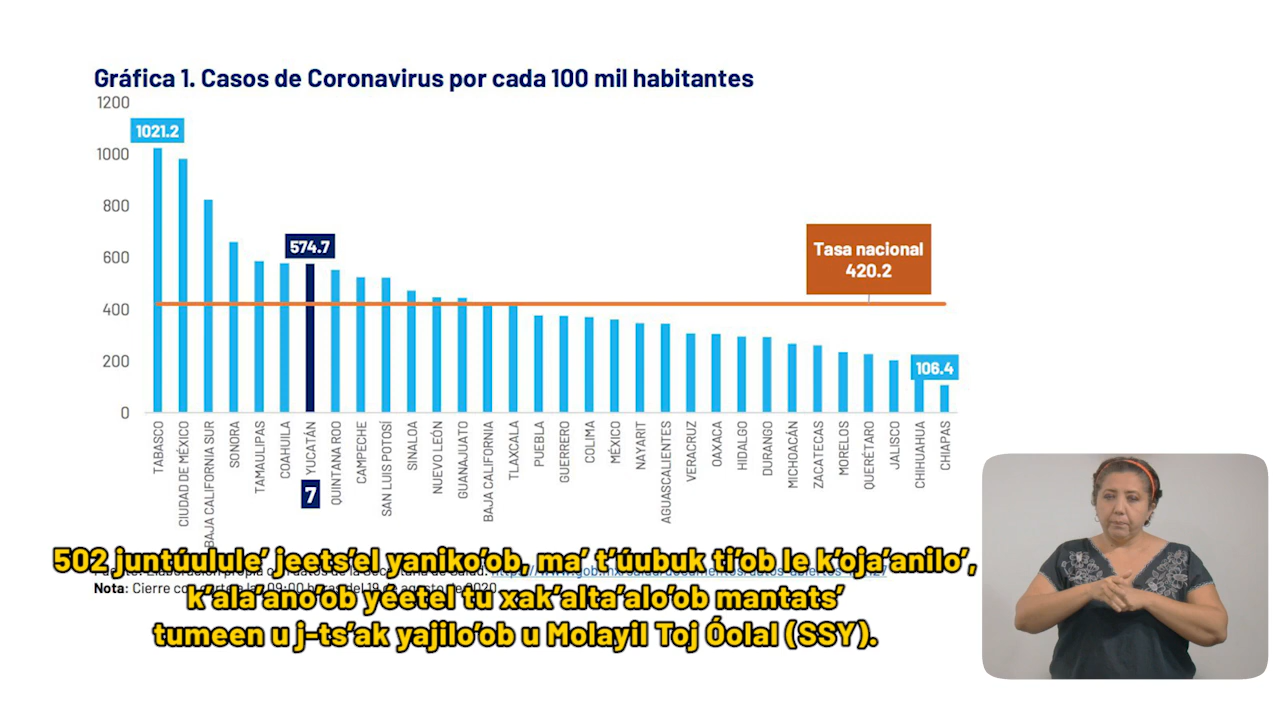 Gráfica 1. Casos de Coronavirus por cada 100 mil habitantes
1200
1000
800
600
400
200
0
1021.2
574.7
Tasa nacional
420.2
106.4
TABASCO
CIUDAD DE MÉXICO
BAJA CALIFORNIA SUR
SONORA
TAMAULIPAS
COAHUILA
YUCATÁN
QUINTANA ROO
CAMPECHE
SAN LUIS POTOSÍ
SINALOA
NUEVO LEÓN
GUANAJUATO
BAJA CALIFORNIA
TLAXCALA
PUEBLA
GUERRERO
COLIMA
MÉXICO
NAYARIT
AGUASCALIENTES
VERACRUZ
OAXACA
HIDALGO
DURANGO
MICHOACÁN
ZACATECAS
MORELOS
QUERÉTARO
JALISCO
CHIHUAHUA
CHIAPAS
7
502 juntúulule’ jeets’el yaniko’ob, ma’ t’úubuk ti’ob le k’oja’anilo’,
Nota: Cierre
k’ala’ano’ob yéetel tu xak’alta’alo’ob mantats’
tumeen u j-ts’ak yajilo’ob u Molayil Toj Óolal (SSY).